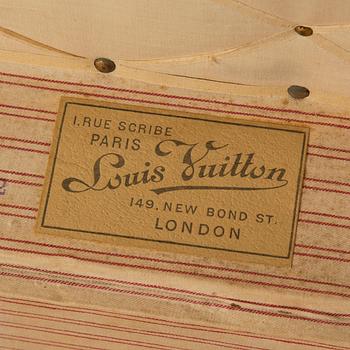 1. RUE SCRIBE
PARIS
Louis Vuitton
149. NEW BOND ST.
LONDON